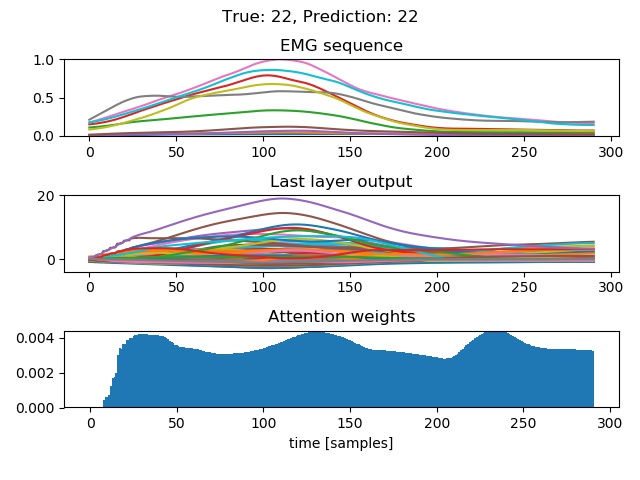 True: 22, Prediction: 22
EMG sequence
1.0
0.5
0.0
0 50 100 150 200 250 300
Last layer output
20
0
0 50 100 150 200 250 300
Attention weights
0.004
0.002
0.000
0 50 100 150 200 250 300
time [samples]